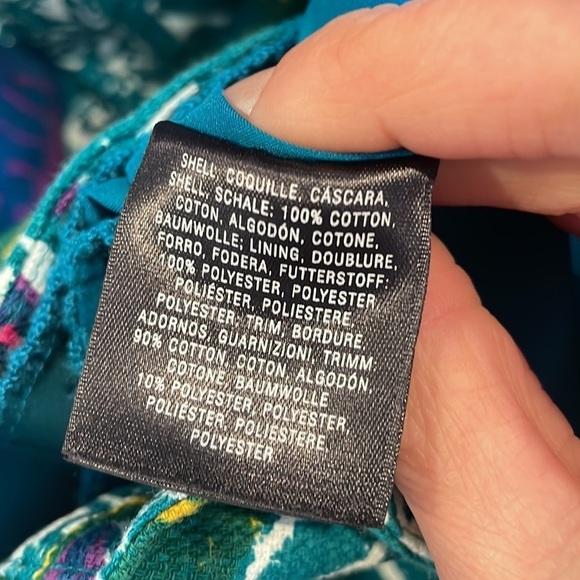 SHELL, COQUILLE, CÁSCARA,
SHELL, SCHALE: 100% COTTON,
COTON, ALGODÓN, COTONE,
BAUMWOLLE; LINING, DOUBLURE,
FORRO, FODERA, FUTTERSTOFF:
100% POLYESTER, POLYESTER,
POLIÉSTER, POLIESTERE,
POLYESTER; TRIM, BORDURE,
ADORNOS, GUARNIZIONI, TRIMM:
90% COTTON, COTON, ALGODÓN,
COTONE, BAUMWOLLE
10% POLYESTER, POLYESTER,
POLIESTER, POLIESTERE,
POLYESTER